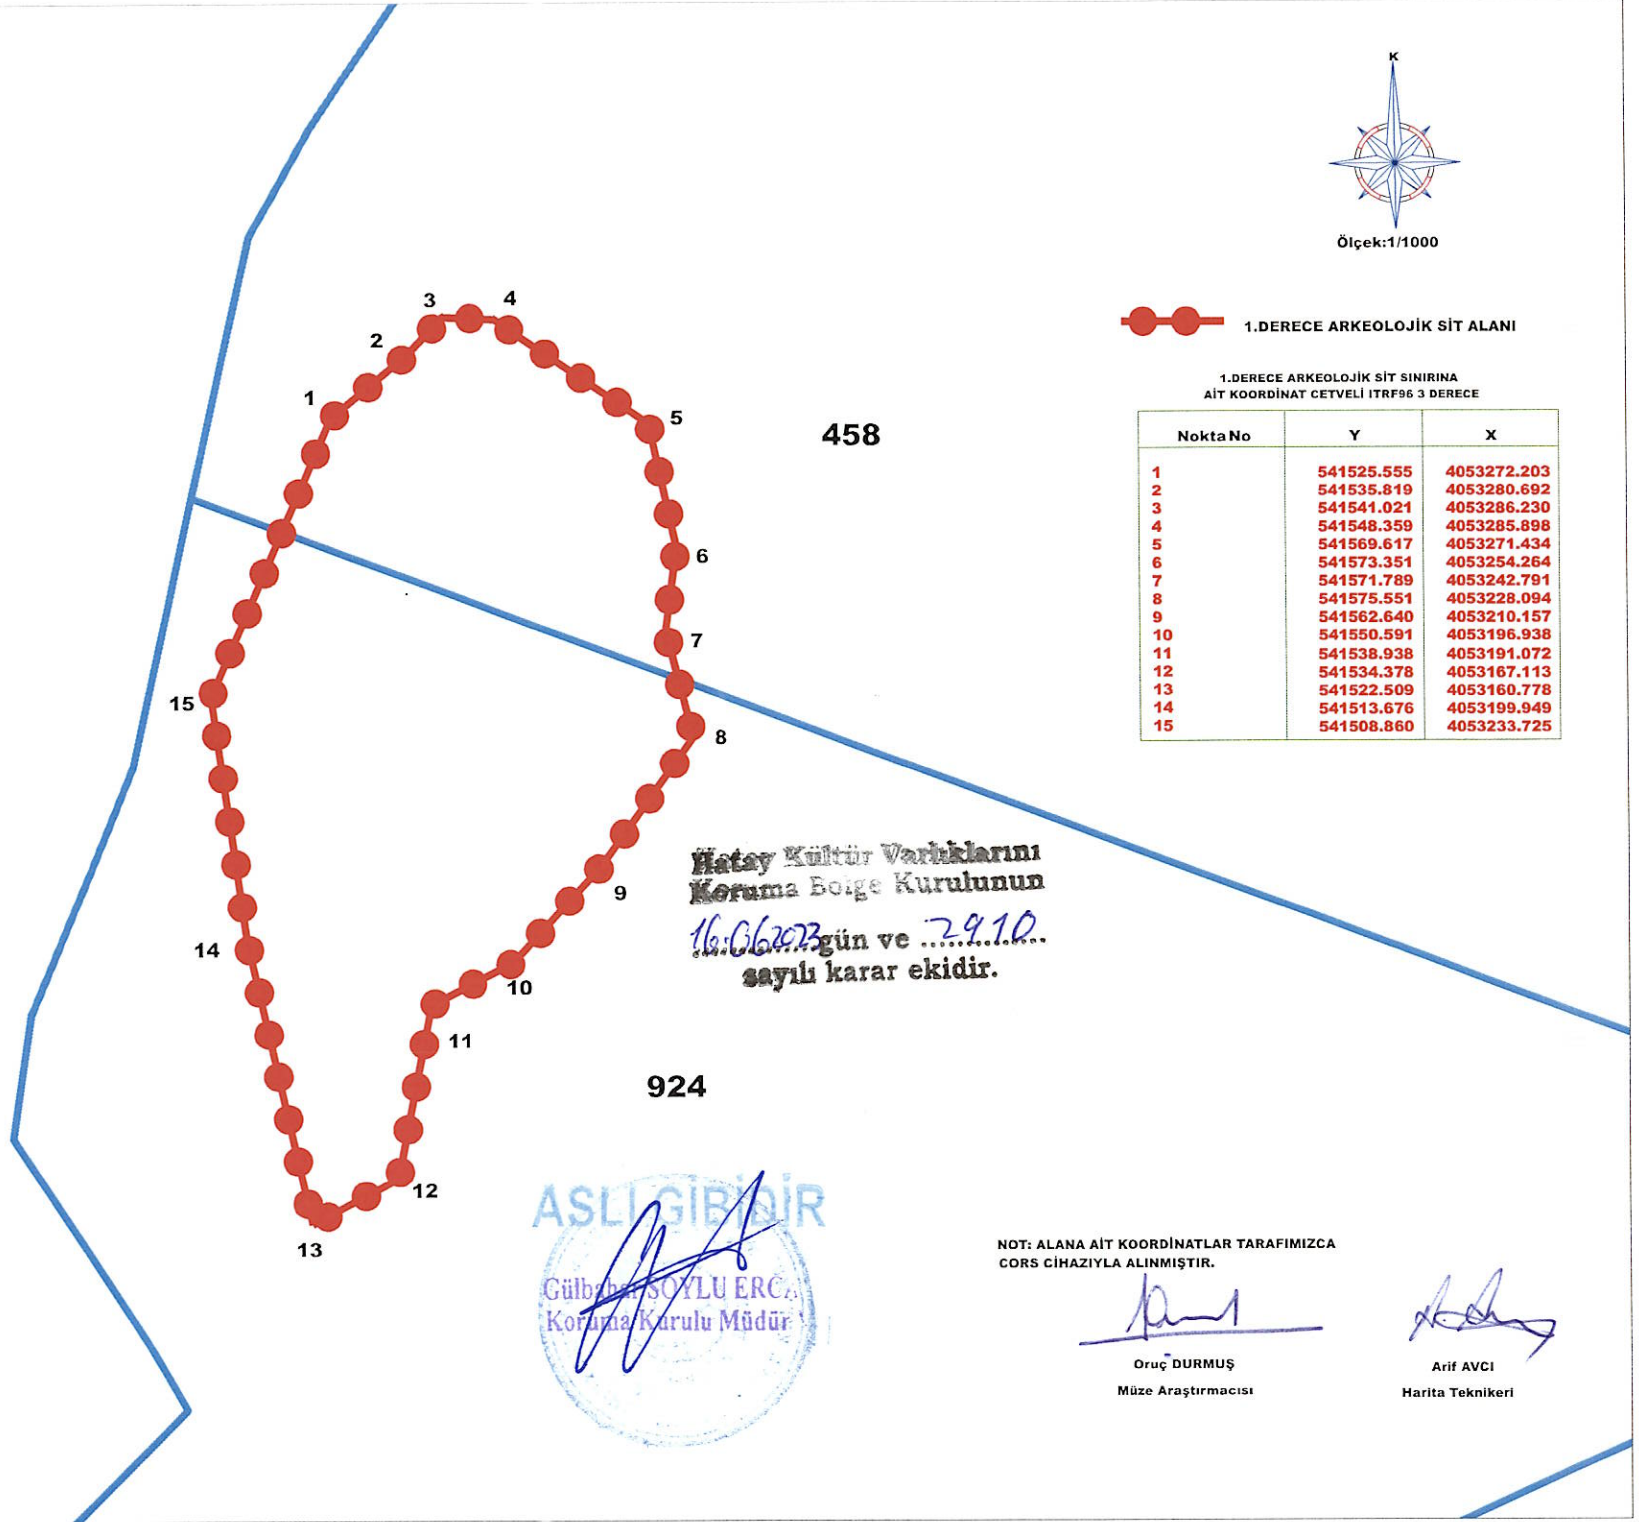 K
Ölçek:1/1000
1.DERECE ARKEOLOJİK SİT ALANI
1.DERECE ARKEOLOJİK SİT SINIRINA
AİT KOORDİNAT CETVELİ ITRF96 3 DERECE
Nokta No Y X
1 541525.555 4053272.203
2 541535.819 4053280.692
3 541541.021 4053286.230
4 541548.359 4053285.898
5 541569.617 4053271.434
6 541573.351 4053254.264
7 541571.789 4053242.791
8 541575.551 4053228.094
9 541562.640 4053210.157
10 541550.591 4053196.938
11 541538.938 4053191.072
12 541534.378 4053167.113
13 541522.509 4053160.778
14 541513.676 4053199.949
15 541508.860 4053233.725
3
4
2
1
5
458
6
7
15
8
9
14
10
11
12
13
Hatay Kültür Varlıklarını
Koruma Bölge Kurulunun
16.06.2023 gün ve 2910
sayılı karar ekidir.
924
ASLI GİBİDİR
Gülbahar SOYLU
Koruma Kurulu Müdür
NOT: ALANA AİT KOORDİNATLAR TARAFIMIZCA
CORS CİHAZIYLA ALINMIŞTIR.
Oruç DURMUŞ
Müze Araştırmacısı
Arif AVCI
Harita Teknikeri